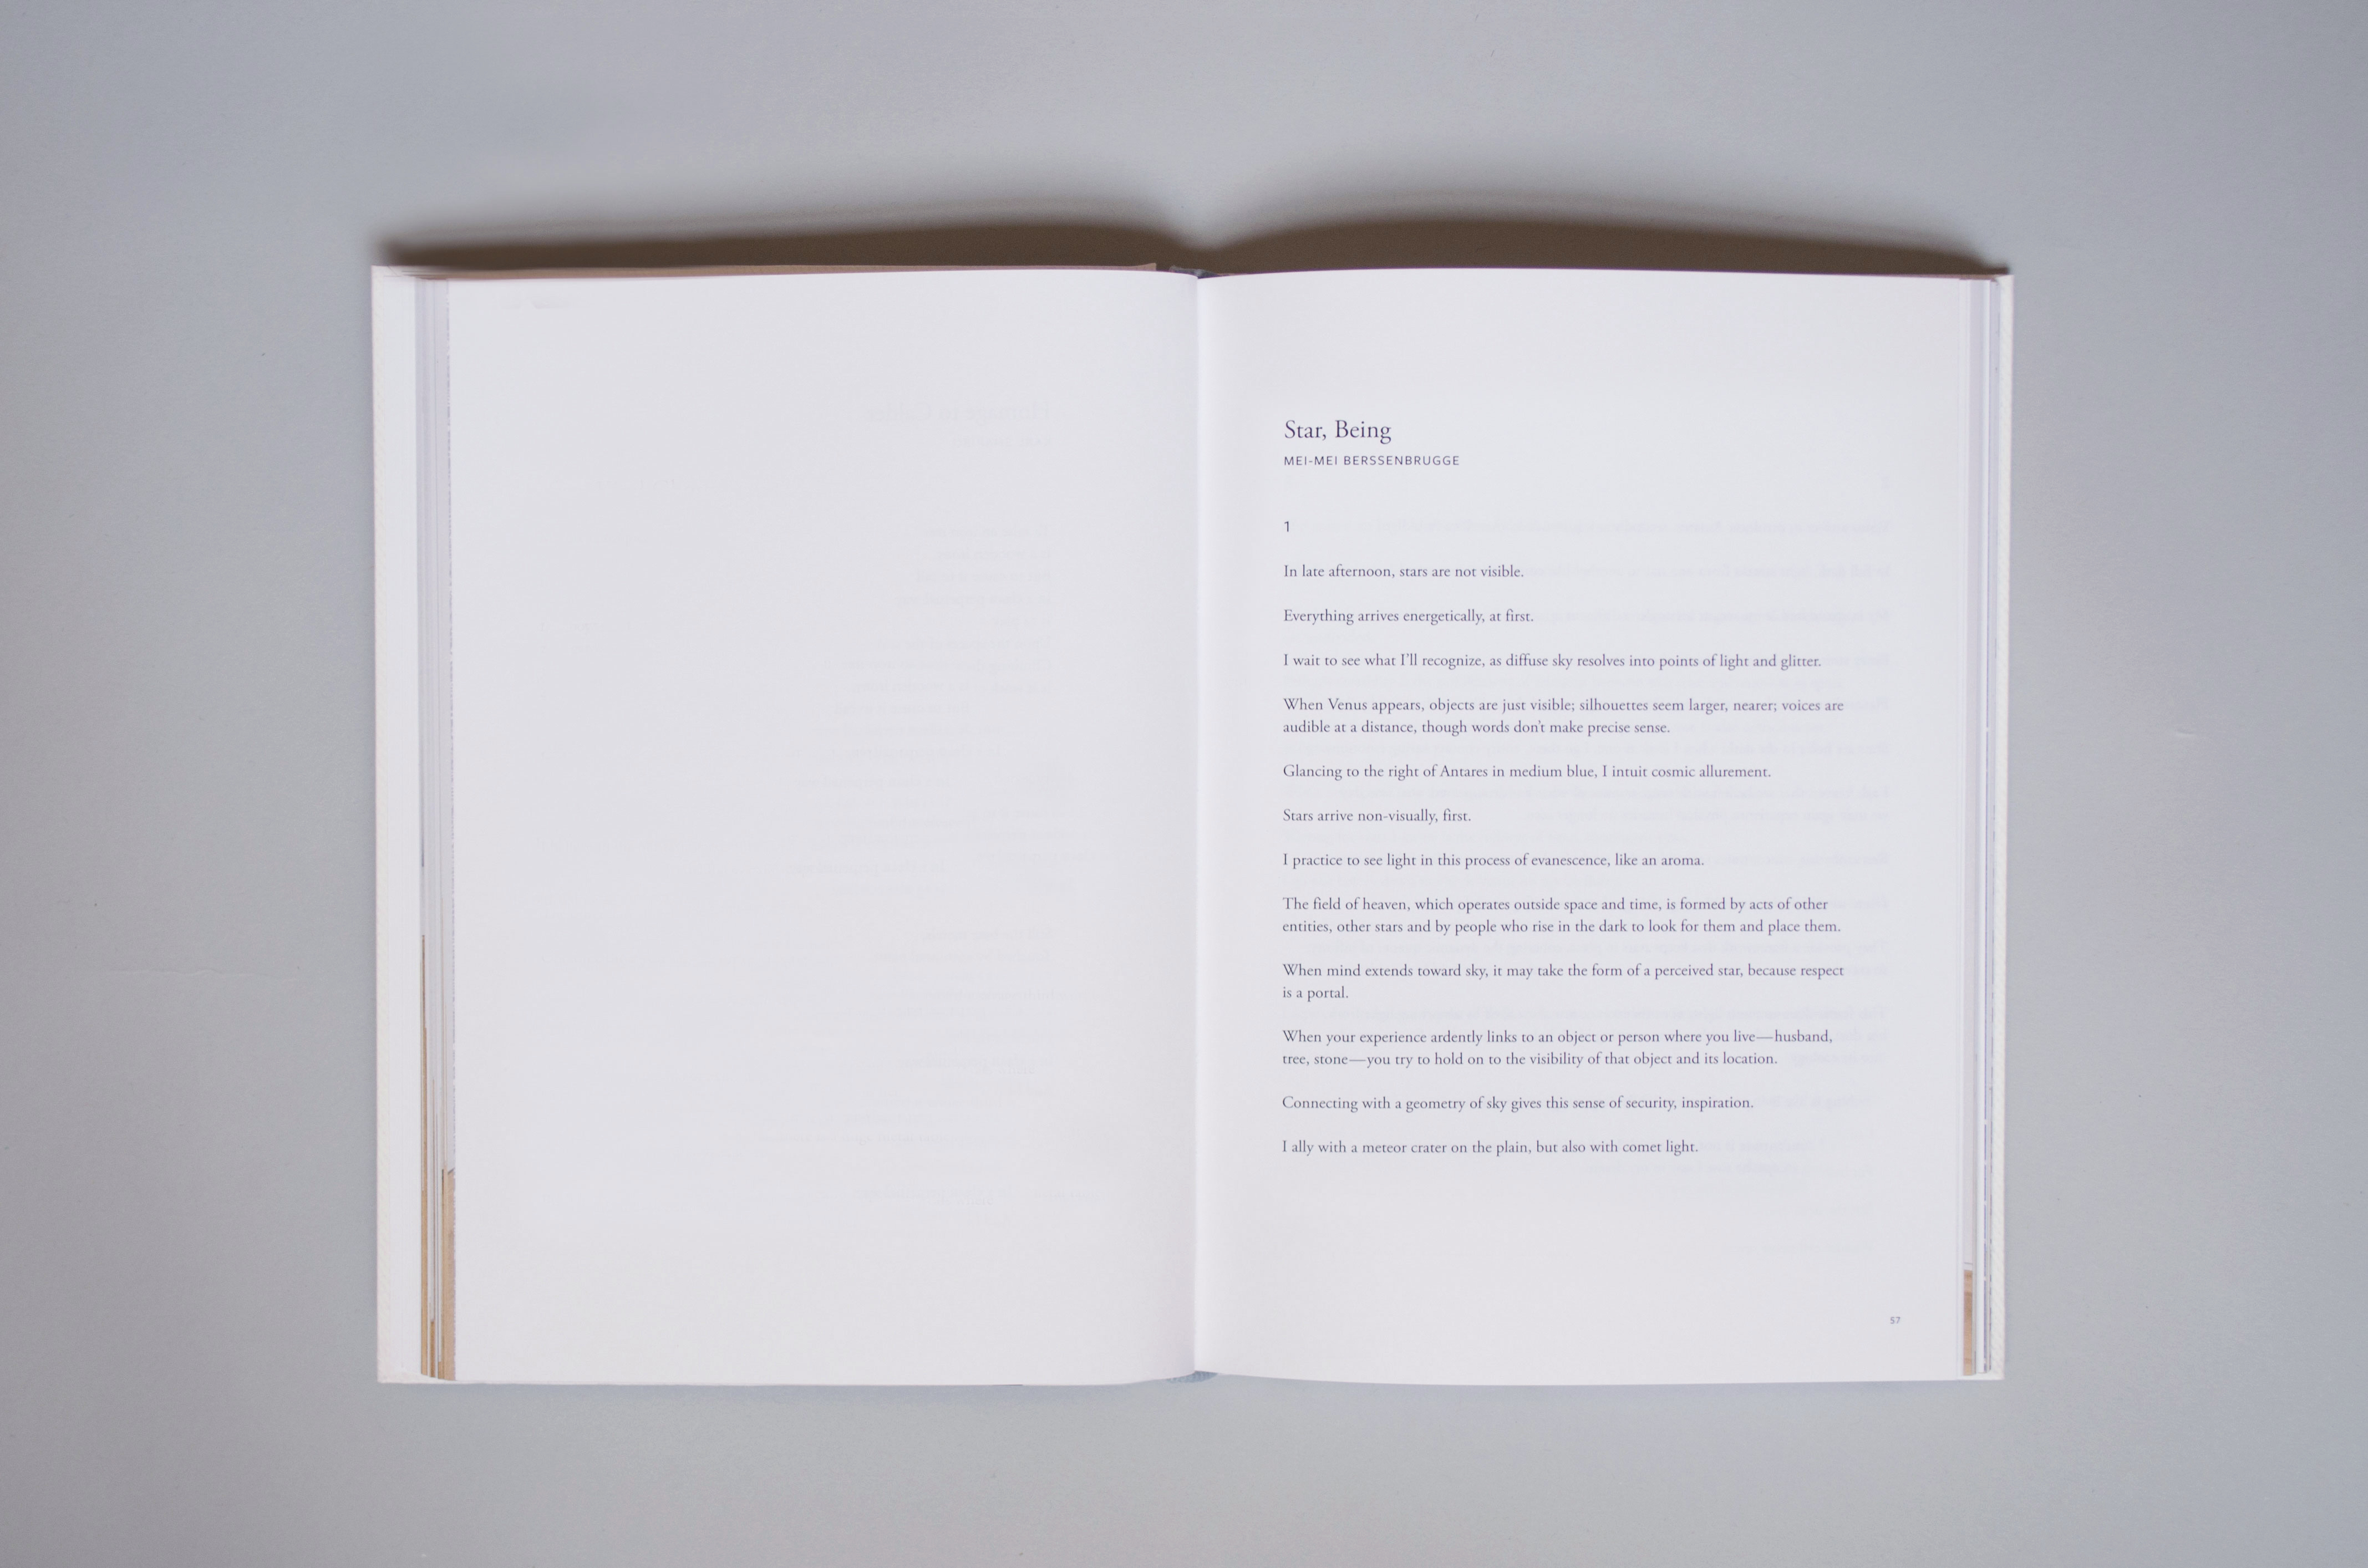 Star, Being
MEI-MEI BERSSENBRUGGE
1
In late afternoon, stars are not visible.
Everything arrives energetically, at first.
I wait to see what I’ll recognize, as diffuse sky resolves into points of light and glitter.
When Venus appears, objects are just visible; silhouettes seem larger, nearer; voices are
audible at a distance, though words don’t make precise sense.
Glancing to the right of Antares in medium blue, I intuit cosmic allurement.
Stars arrive non-visually, first.
I practice to see light in this process of evanescence, like an aroma.
The field of heaven, which operates outside space and time, is formed by acts of other
entities, other stars and by people who rise in the dark to look for them and place them.
When mind extends toward sky, it may take the form of a perceived star, because respect
is a portal.
When your experience ardently links to an object or person where you live—husband,
tree, stone—you try to hold on to the visibility of that object and its location.
Connecting with a geometry of sky gives this sense of security, inspiration.
I ally with a meteor crater on the plain, but also with comet light.
57